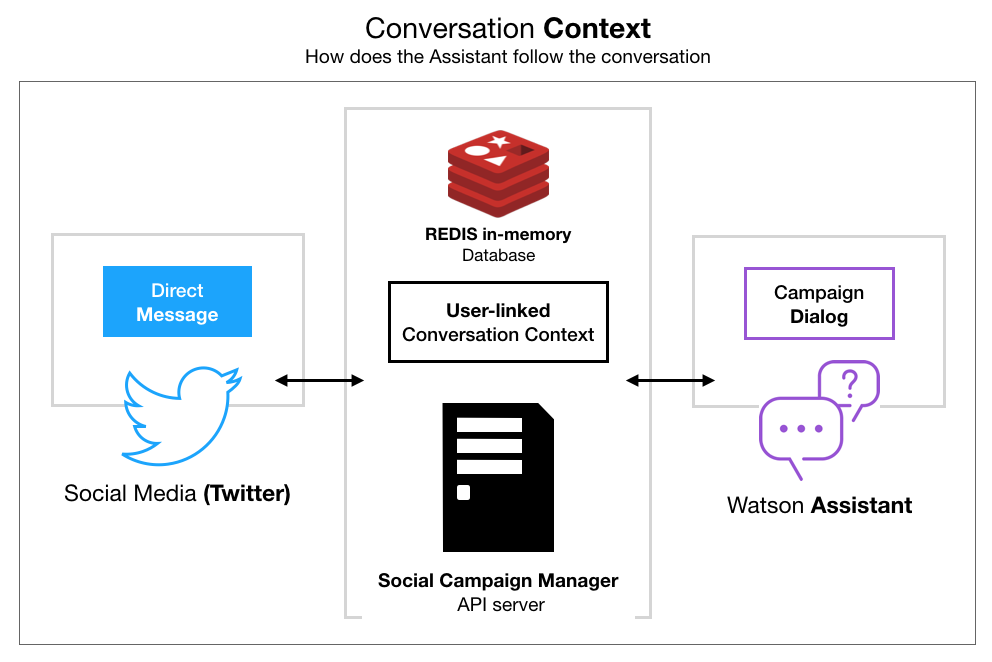 Conversation Context
How does the Assistant follow the conversation
REDIS in-memory
Database
Direct
Message
User-linked
Conversation Context
Campaign
Dialog
?
Social Media (Twitter)
Watson Assistant
Social Campaign Manager
API server